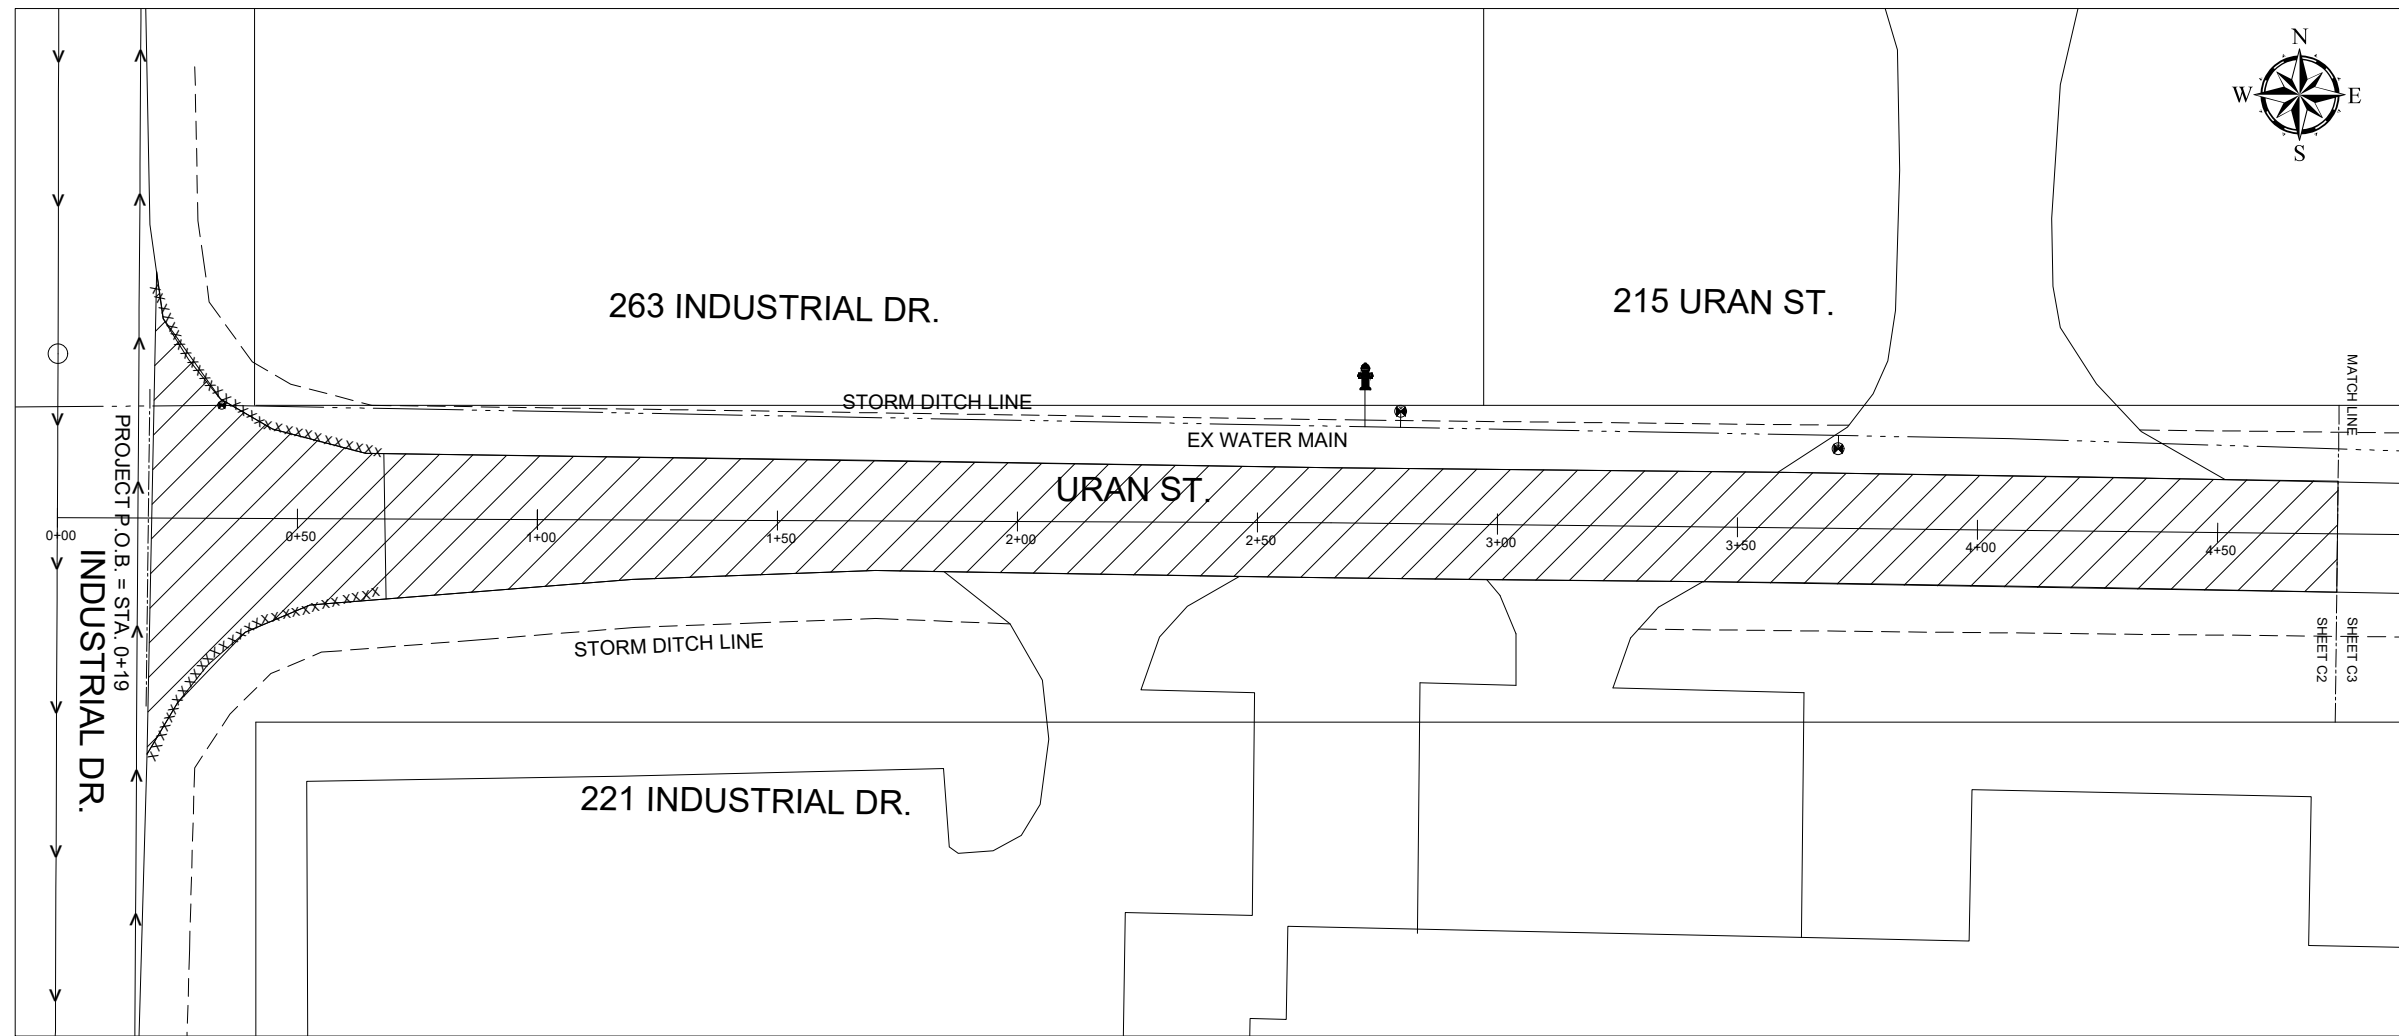 N
W E
S
263 INDUSTRIAL DR.
215 URAN ST.
MATCH LINE
STORM DITCH LINE
EX WATER MAIN
URAN ST.
0+00
0+50
1+00
1+50
2+00
2+50
3+00
3+50
4+00
4+50
PROJECT P.O.B. = STA. 0+19
INDUSTRIAL DR.
STORM DITCH LINE
SHEET C2
SHEET C3
221 INDUSTRIAL DR.